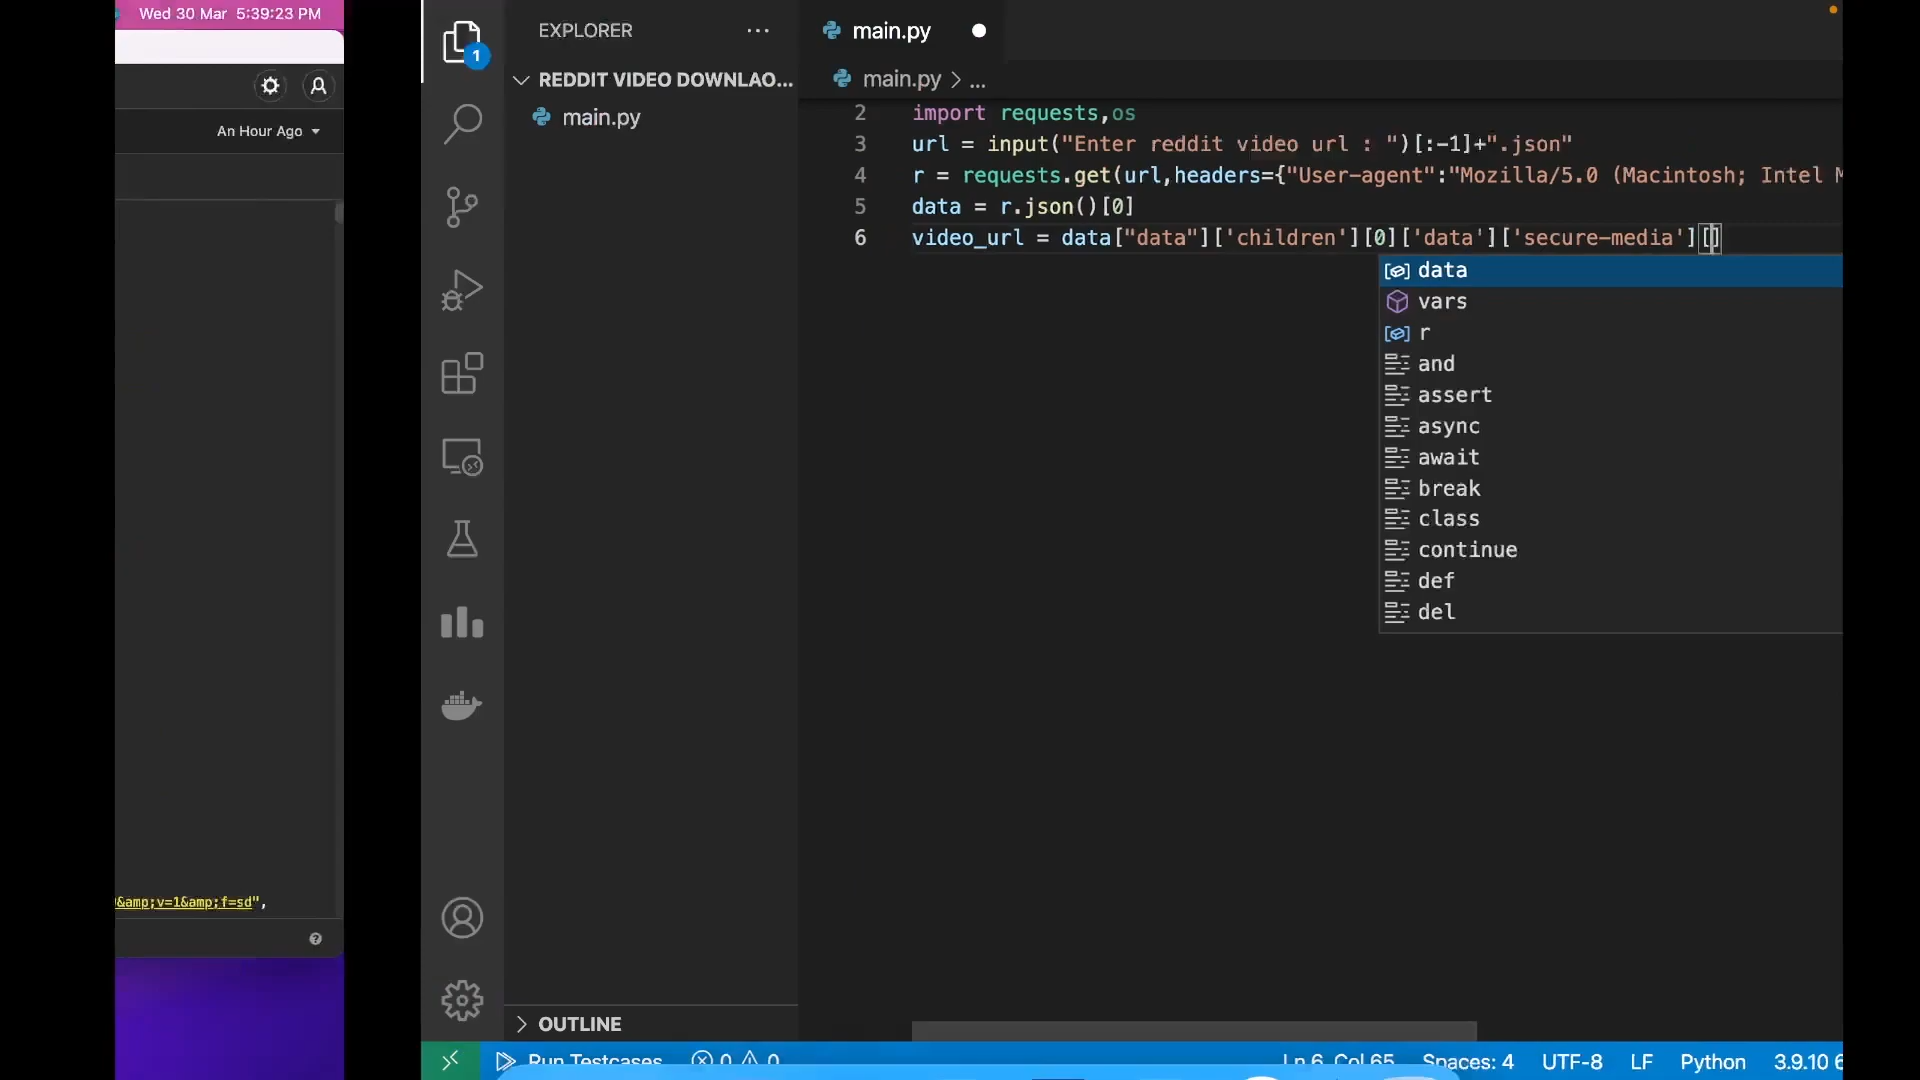 Wed 30 Mar 5:39:23 PM
An Hour Ago
&amp;v=1&amp;f=sd",
1
EXPLORER
REDDIT VIDEO DOWNLAO...
main.py
OUTLINE
main.py
main.py > ...
2 import requests,os
3 url = input("Enter reddit video url : ")[:-1]+".json"
4 r = requests.get(url,headers={"User-agent":"Mozilla/5.0 (Macintosh; Intel M
5 data = r.json()[0]
6 video_url = data["data"]['children'][0]['data']['secure-media'][]
data
vars
r
and
assert
async
await
break
class
continue
def
del
Run Testcases 0 0 Ln 6, Col 65 Spaces: 4 UTF-8 LF Python 3.9.10 6